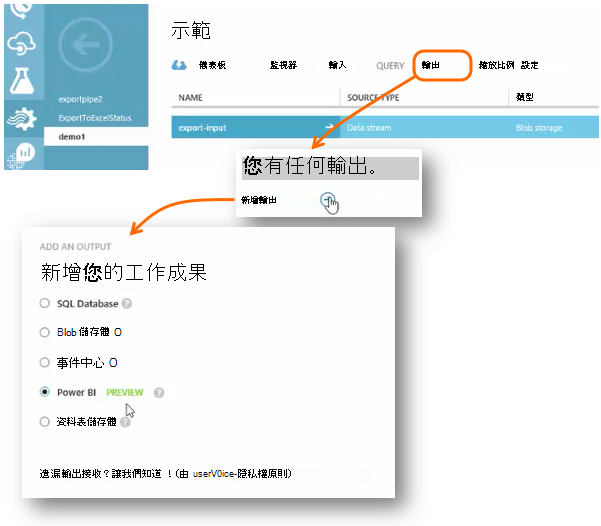 示範
儀表板 監視器 輸入 QUERY 輸出 縮放比例 設定
NAME SOURCE TYPE 類型
export-input Data stream Blob storage
exportpipe2
ExportToExcelStatus
demo1
您有任何輸出。
新增輸出
ADD AN OUTPUT
新增您的工作成果
SQL Database ?
Blob 儲存體 O
事件中心 O
Power BI PREVIEW ?
資料表儲存體 ?
遺漏輸出接收？讓我們知道！(由 userV0ice-隱私權原則)